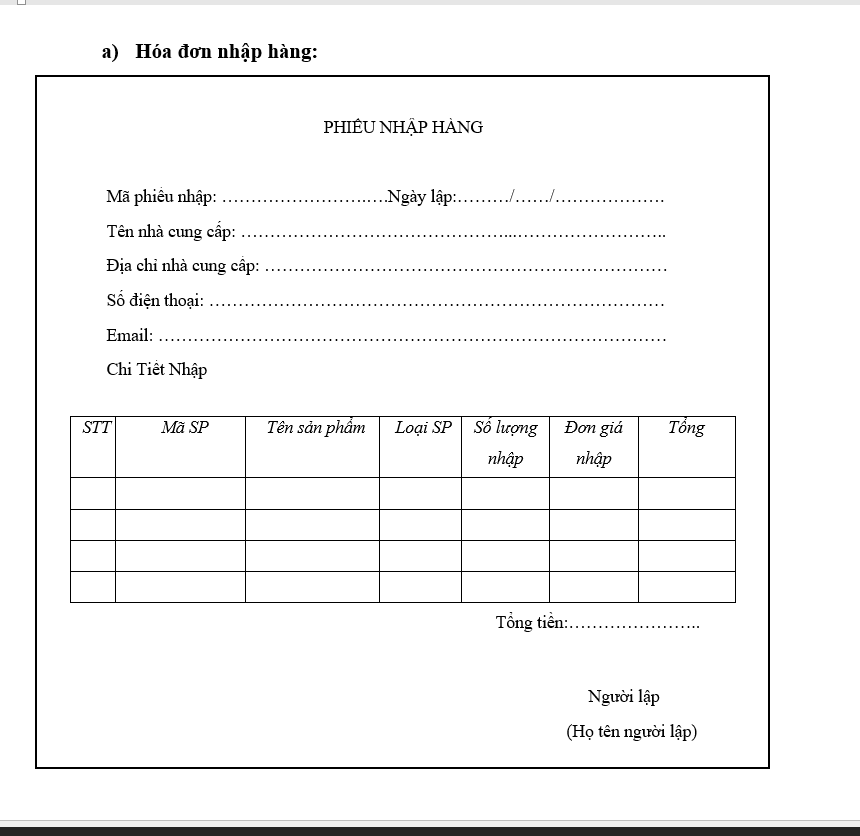 a) Hóa đơn nhập hàng:
PHIẾU NHẬP HÀNG
Mã phiếu nhập: …………………….….Ngày lập:………/……/……………….
Tên nhà cung cấp: ………………………………………...……………………..
Địa chỉ nhà cung cấp: ……………………………………………………………
Số điện thoại: ……………………………………………………………………
Email: ……………………………………………………………………………
Chi Tiết Nhập
STT Mã SP Tên sản phẩm Loại SP Số lượng nhập Đơn giá nhập Tổng
Tổng tiền:…………………..
Người lập
(Họ tên người lập)